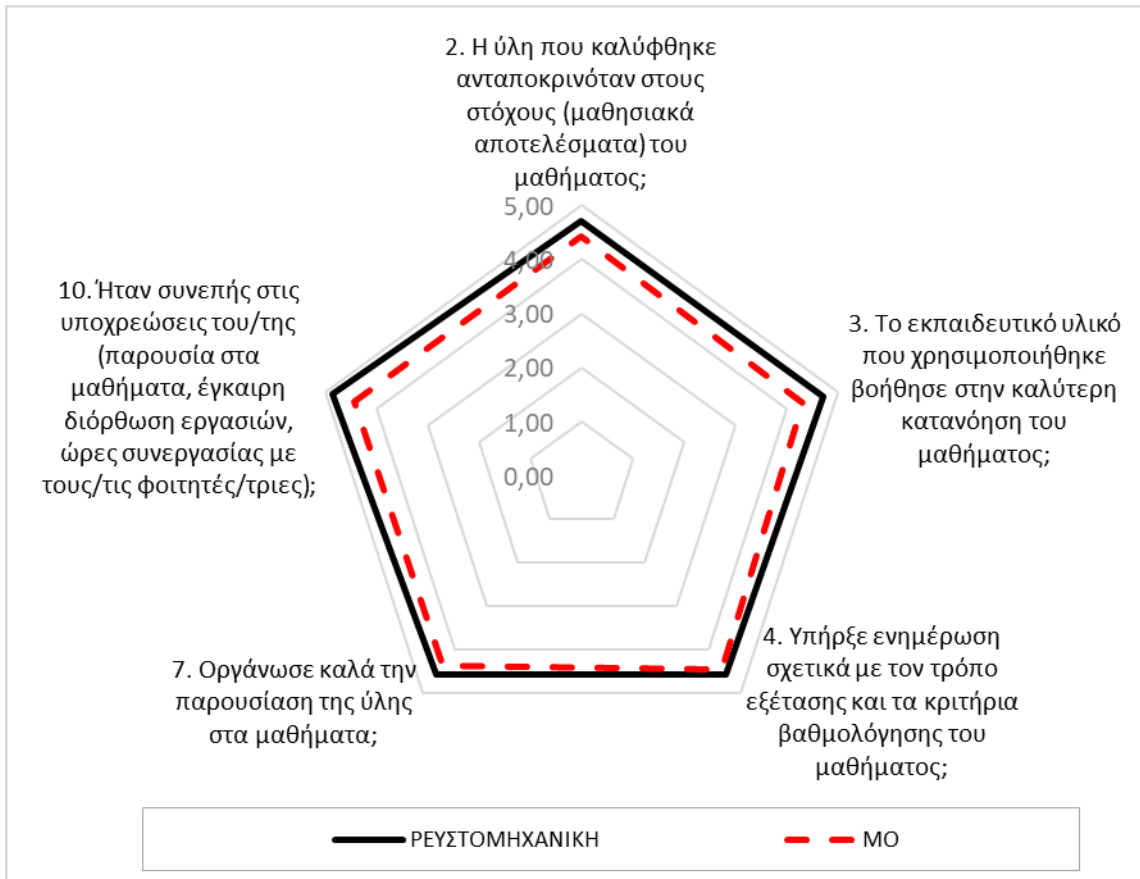 2. Η ύλη που καλύφθηκε
ανταποκρινόταν στους
στόχους (μαθησιακά
αποτελέσματα) του
μαθήματος;
5,00
4,00
3,00
2,00
1,00
0,00
3. Το εκπαιδευτικό υλικό
που χρησιμοποιήθηκε
βοήθησε στην καλύτερη
κατανόηση του
μαθήματος;
4. Υπήρξε ενημέρωση
σχετικά με τον τρόπο
εξέτασης και τα κριτήρια
βαθμολόγησης του
μαθήματος;
7. Οργάνωσε καλά την
παρουσίαση της ύλης
στα μαθήματα;
10. Ήταν συνεπής στις
υποχρεώσεις του/της
(παρουσία στα
μαθήματα, έγκαιρη
διόρθωση εργασιών,
ώρες συνεργασίας με
τους/τις φοιτητές/τριες);
ΡΕΥΣΤΟΜΗΧΑΝΙΚΗ
ΜΟ